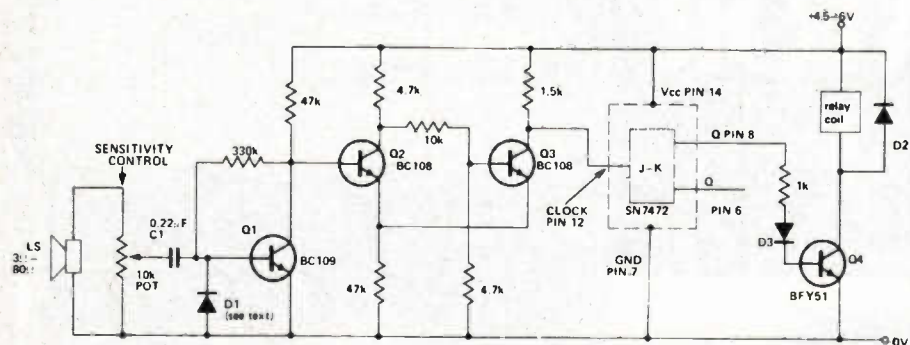 +4.5→+6V
4.7k
1.5k
47k
Vcc PIN 14
relay
coil
Q PIN 8
D2
10k
SENSITIVITY
CONTROL
330k
Q2
BC108
Q3
BC108
J-K
1k
0.22µF
C1
CLOCK
PIN 12
SN7472
Q
PIN 6
Q1
LS
3Ω-
80Ω
D3
Q4
BC109
GND
PIN 7
10k
POT
47k
4.7k
D1
(see text)
BFY51
0V